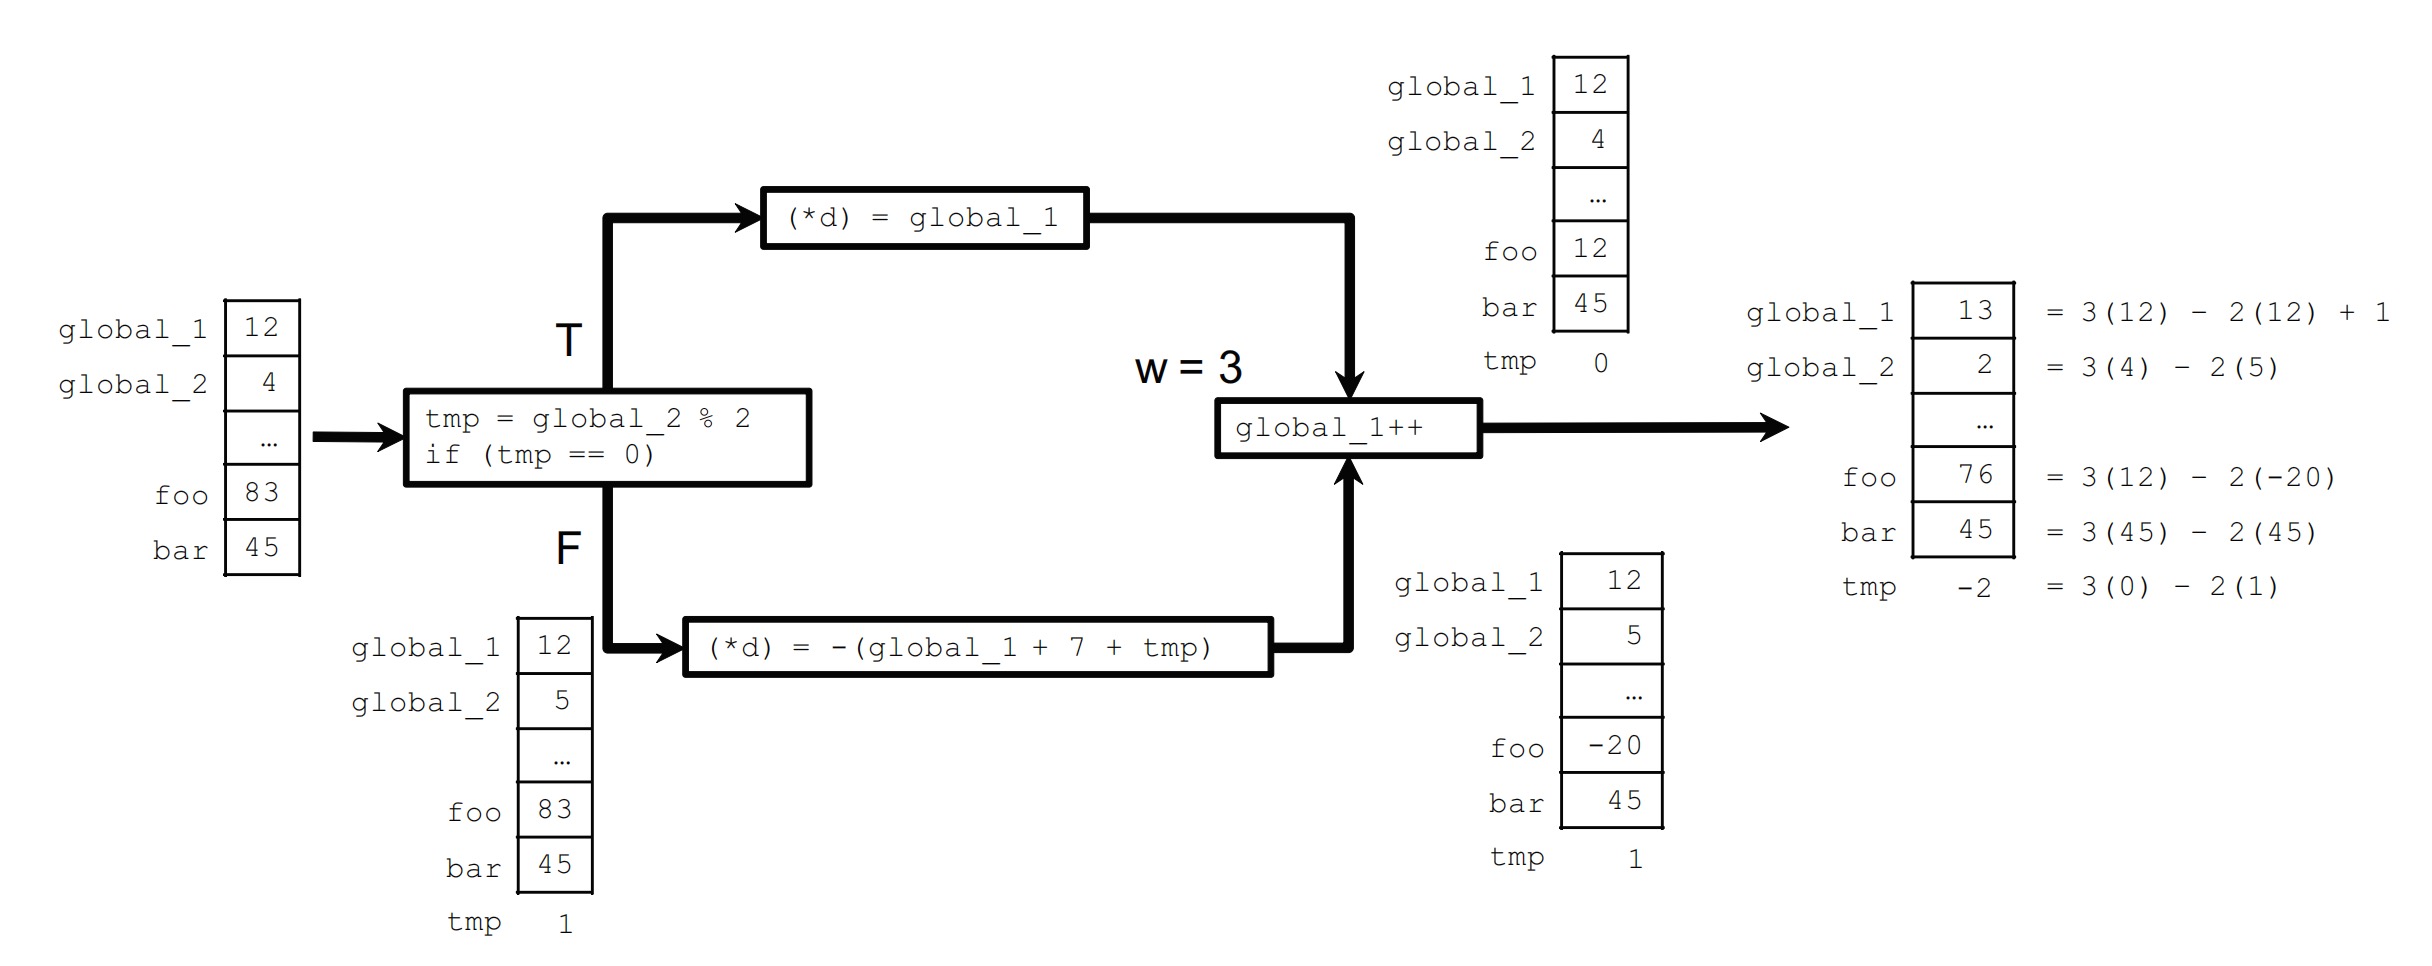 global_1 12
global_2 4
…
foo 83
bar 45
T
tmp = global_2 % 2
if (tmp == 0)
F
(*d) = global_1
global_1 12
global_2 5
…
foo 83
bar 45
tmp 1
(*d) = -(global_1 + 7 + tmp)
global_1 12
global_2 4
…
foo 12
bar 45
tmp 0
w = 3
global_1++
global_1 12
global_2 5
…
foo -20
bar 45
tmp 1
global_1 13 = 3(12) - 2(12) + 1
global_2 2 = 3(4) - 2(5)
…
foo 76 = 3(12) - 2(-20)
bar 45 = 3(45) - 2(45)
tmp -2 = 3(0) - 2(1)